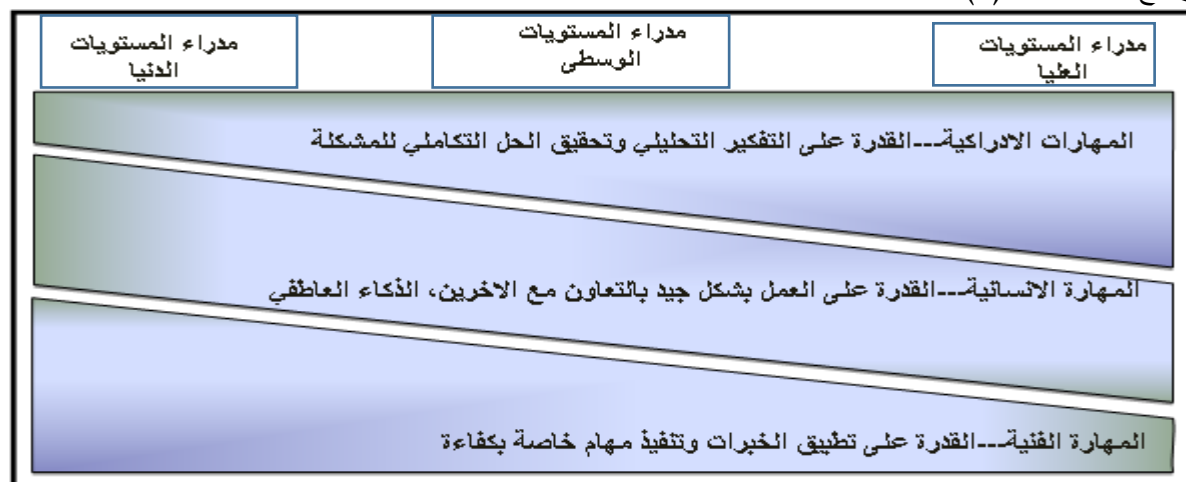 مدراء المستويات
العليا
مدراء المستويات
الوسطى
مدراء المستويات
الدنيا
المهارات الادراكية---القدرة على التفكير التحليلي وتحقيق الحل التكاملي للمشكلة
المهارة الانسانية---القدرة على العمل بشكل جيد بالتعاون مع الاخرين، الذكاء العاطفي
المهارة الفنية---القدرة على تطبيق الخبرات وتنفيذ مهام خاصة بكفاءة